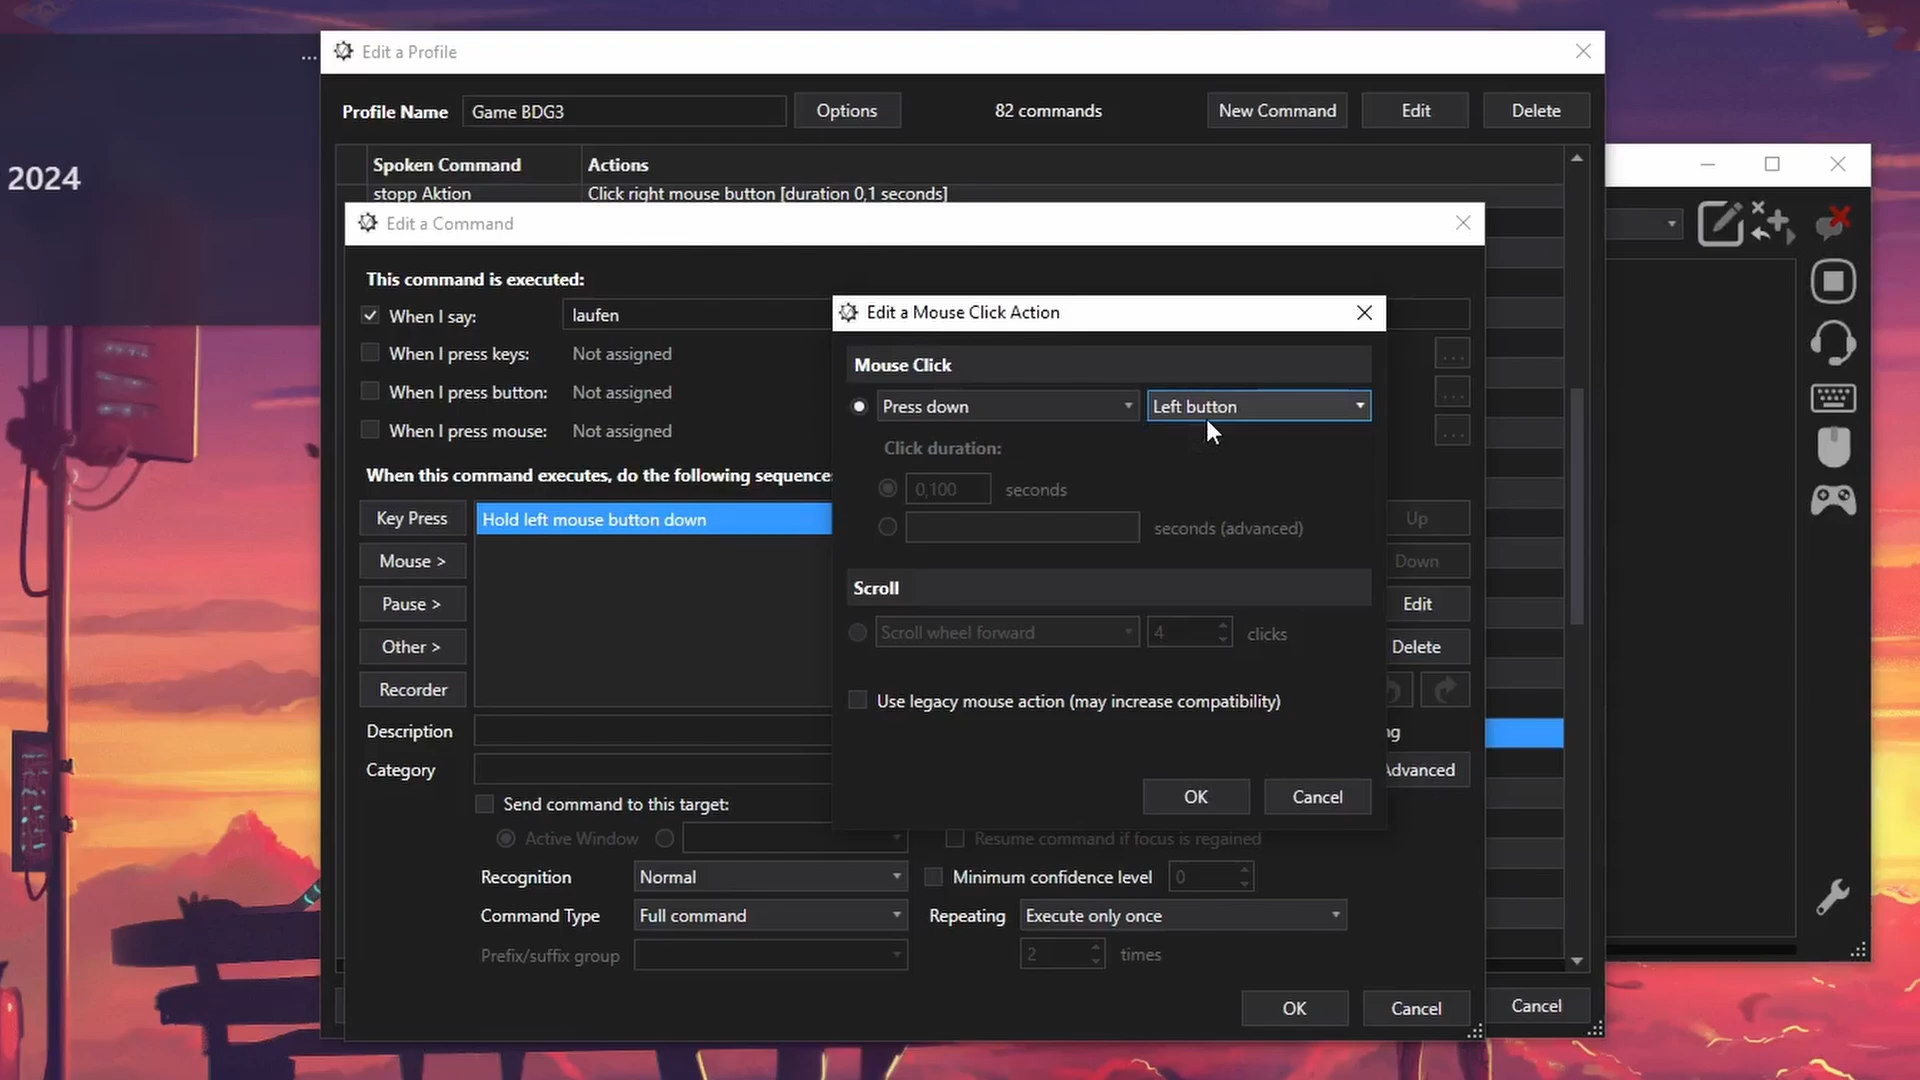 ...
Edit a Profile
2024
Profile Name
Game BDG3
Options
82 commands
New Command
Edit
Delete
Spoken Command
Actions
stopp Aktion
Click right mouse button [duration 0,1 seconds]
Edit a Command
This command is executed:
When I say:
laufen
When I press keys:
Not assigned
...
When I press button:
Not assigned
...
When I press mouse:
Not assigned
...
When this command executes, do the following sequence:
Key Press
Mouse >
Pause >
Other >
Recorder
Hold left mouse button down
Up
Down
Edit
Delete
Edit a Mouse Click Action
Mouse Click
Press down
Left button
Click duration:
0,100
seconds
seconds (advanced)
Scroll
Scroll wheel forward
4
clicks
Use legacy mouse action (may increase compatibility)
OK
Cancel
Description
Category
Advanced
Send command to this target:
Active Window
Resume command if focus is regained
Recognition
Normal
Minimum confidence level
0
Command Type
Full command
Repeating
Execute only once
Prefix/suffix group
2
times
OK
Cancel
Cancel